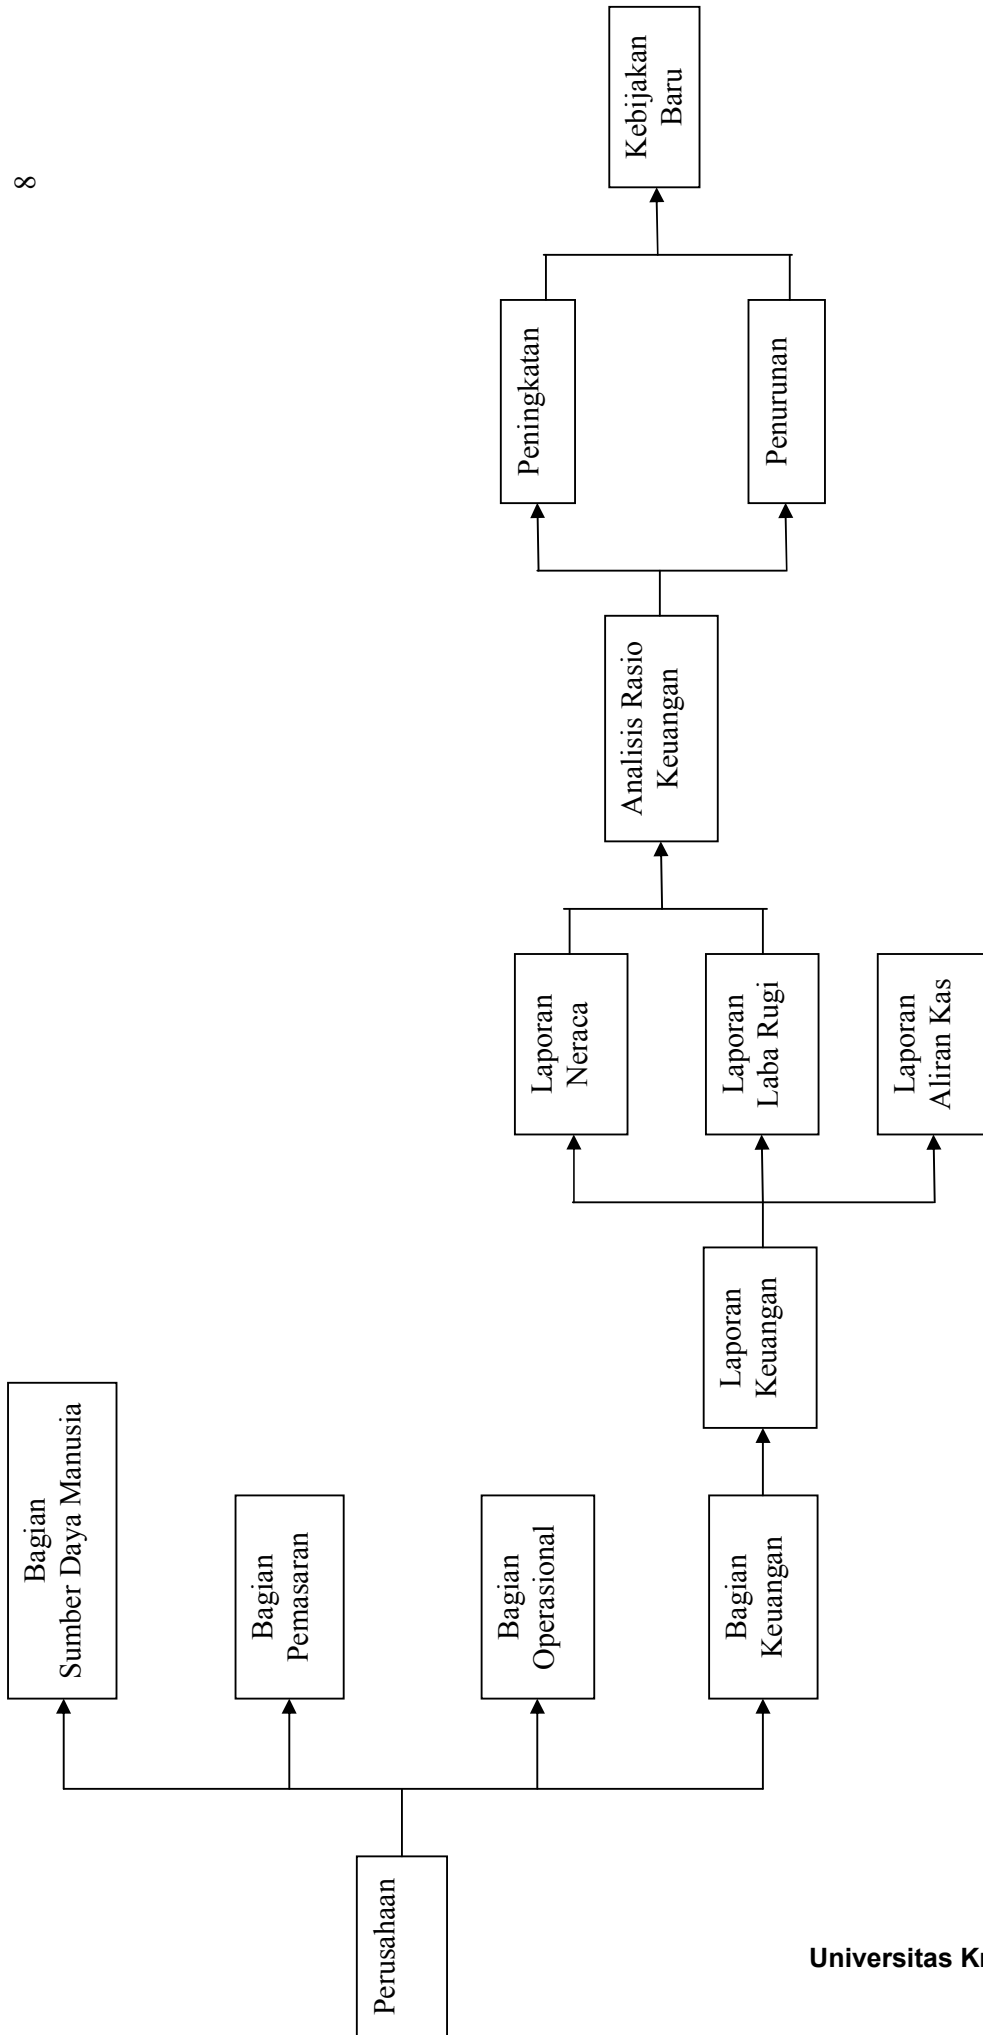 8
Perusahaan
Bagian
Sumber Daya Manusia
Bagian
Pemasaran
Bagian
Operasional
Bagian
Keuangan
Laporan
Keuangan
Laporan
Neraca
Laporan
Laba Rugi
Laporan
Aliran Kas
Analisis Rasio
Keuangan
Peningkatan
Penurunan
Kebijakan
Baru
Universitas